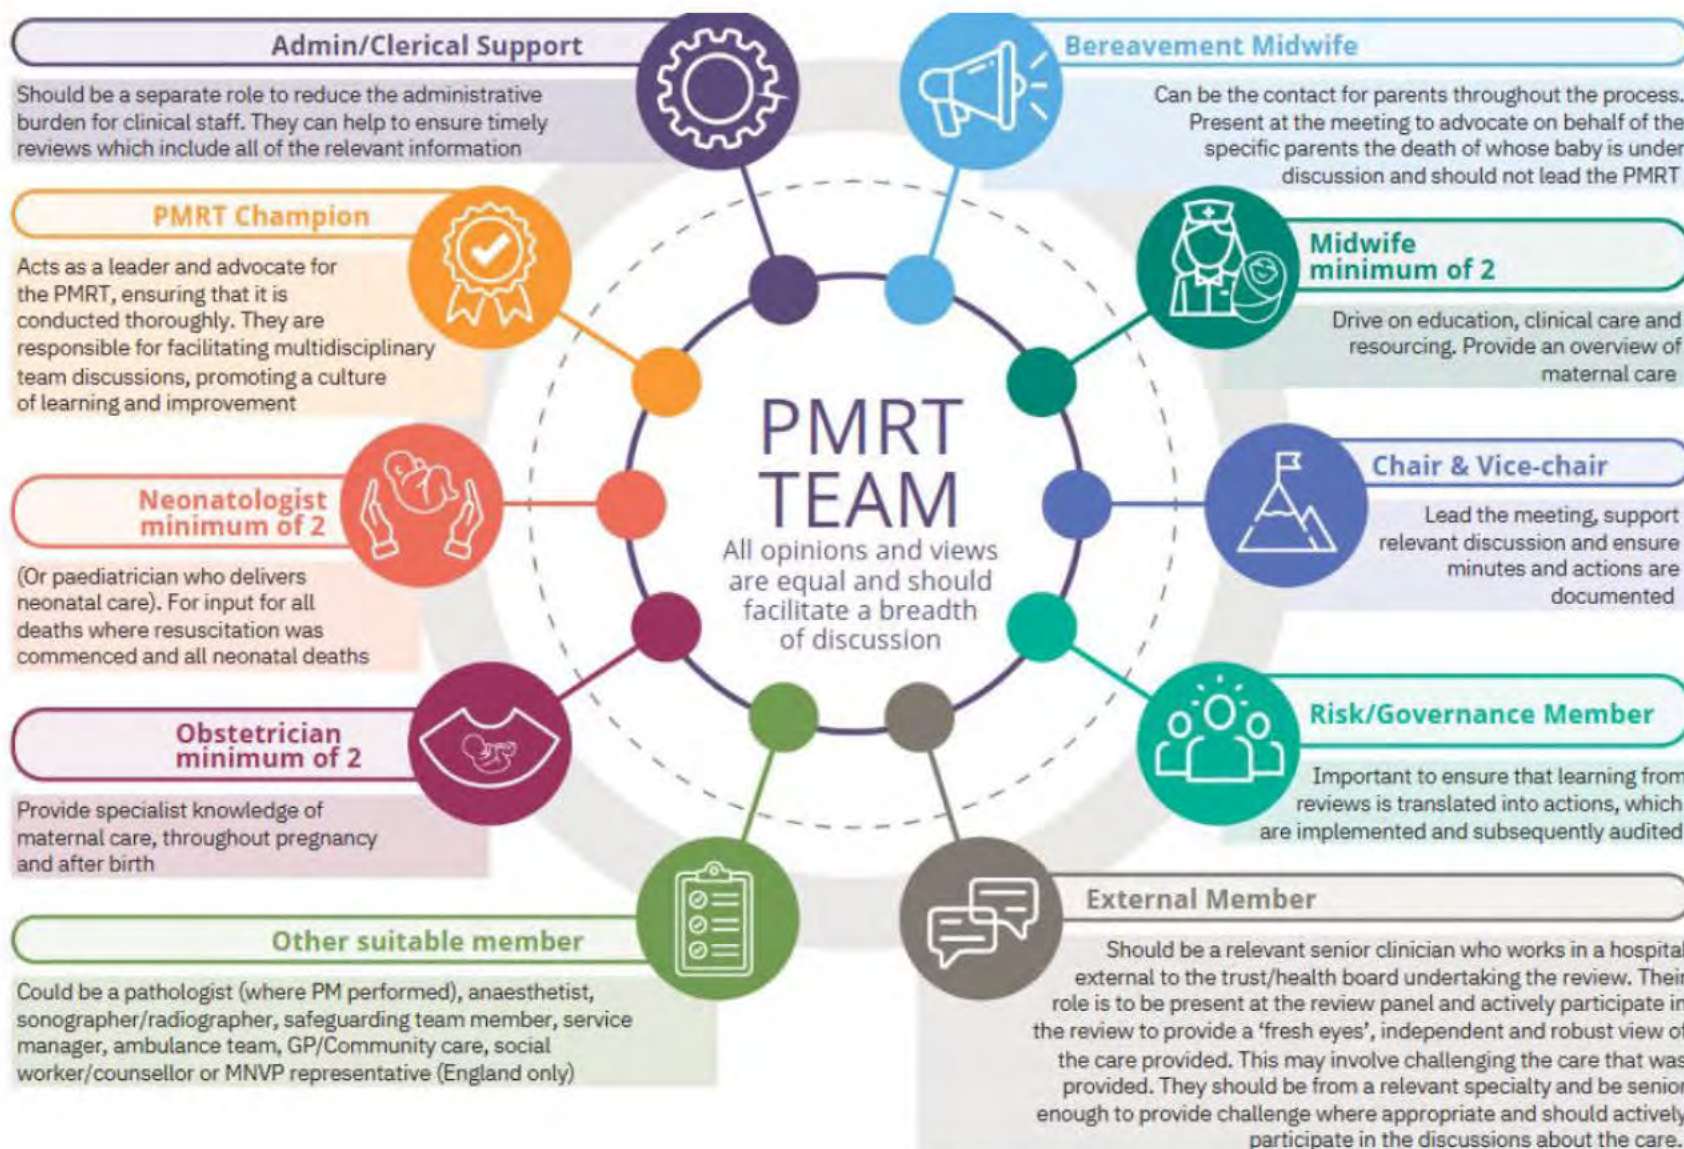 Admin/Clerical Support
Should be a separate role to reduce the administrative
burden for clinical staff. They can help to ensure timely
reviews which include all of the relevant information
PMRT Champion
Acts as a leader and advocate for
the PMRT, ensuring that it is
conducted thoroughly. They are
responsible for facilitating multidisciplinary
team discussions, promoting a culture
of learning and improvement
Neonatologist
minimum of 2
(Or paediatrician who delivers
neonatal care). For input for all
deaths where resuscitation was
commenced and all neonatal deaths
Obstetrician
minimum of 2
Provide specialist knowledge of
maternal care, throughout pregnancy
and after birth
Other suitable member
Could be a pathologist (where PM performed), anaesthetist,
sonographer/radiographer, safeguarding team member, service
manager, ambulance team, GP/Community care, social
worker/counsellor or MNVP representative (England only)
PMRT
TEAM
All opinions and views
are equal and should
facilitate a breadth
of discussion
Bereavement Midwife
Can be the contact for parents throughout the process.
Present at the meeting to advocate on behalf of the
specific parents the death of whose baby is under
discussion and should not lead the PMRT
Midwife
minimum of 2
Drive on education, clinical care and
resourcing. Provide an overview of
maternal care
Chair & Vice-chair
Lead the meeting, support
relevant discussion and ensure
minutes and actions are
documented
Risk/Governance Member
Important to ensure that learning from
reviews is translated into actions, which
are implemented and subsequently audited
External Member
Should be a relevant senior clinician who works in a hospital
external to the trust/health board undertaking the review. Their
role is to be present at the review panel and actively participate in
the review to provide a ‘fresh eyes’, independent and robust view of
the care provided. This may involve challenging the care that was
provided. They should be from a relevant specialty and be senior
enough to provide challenge where appropriate and should actively
participate in the discussions about the care.